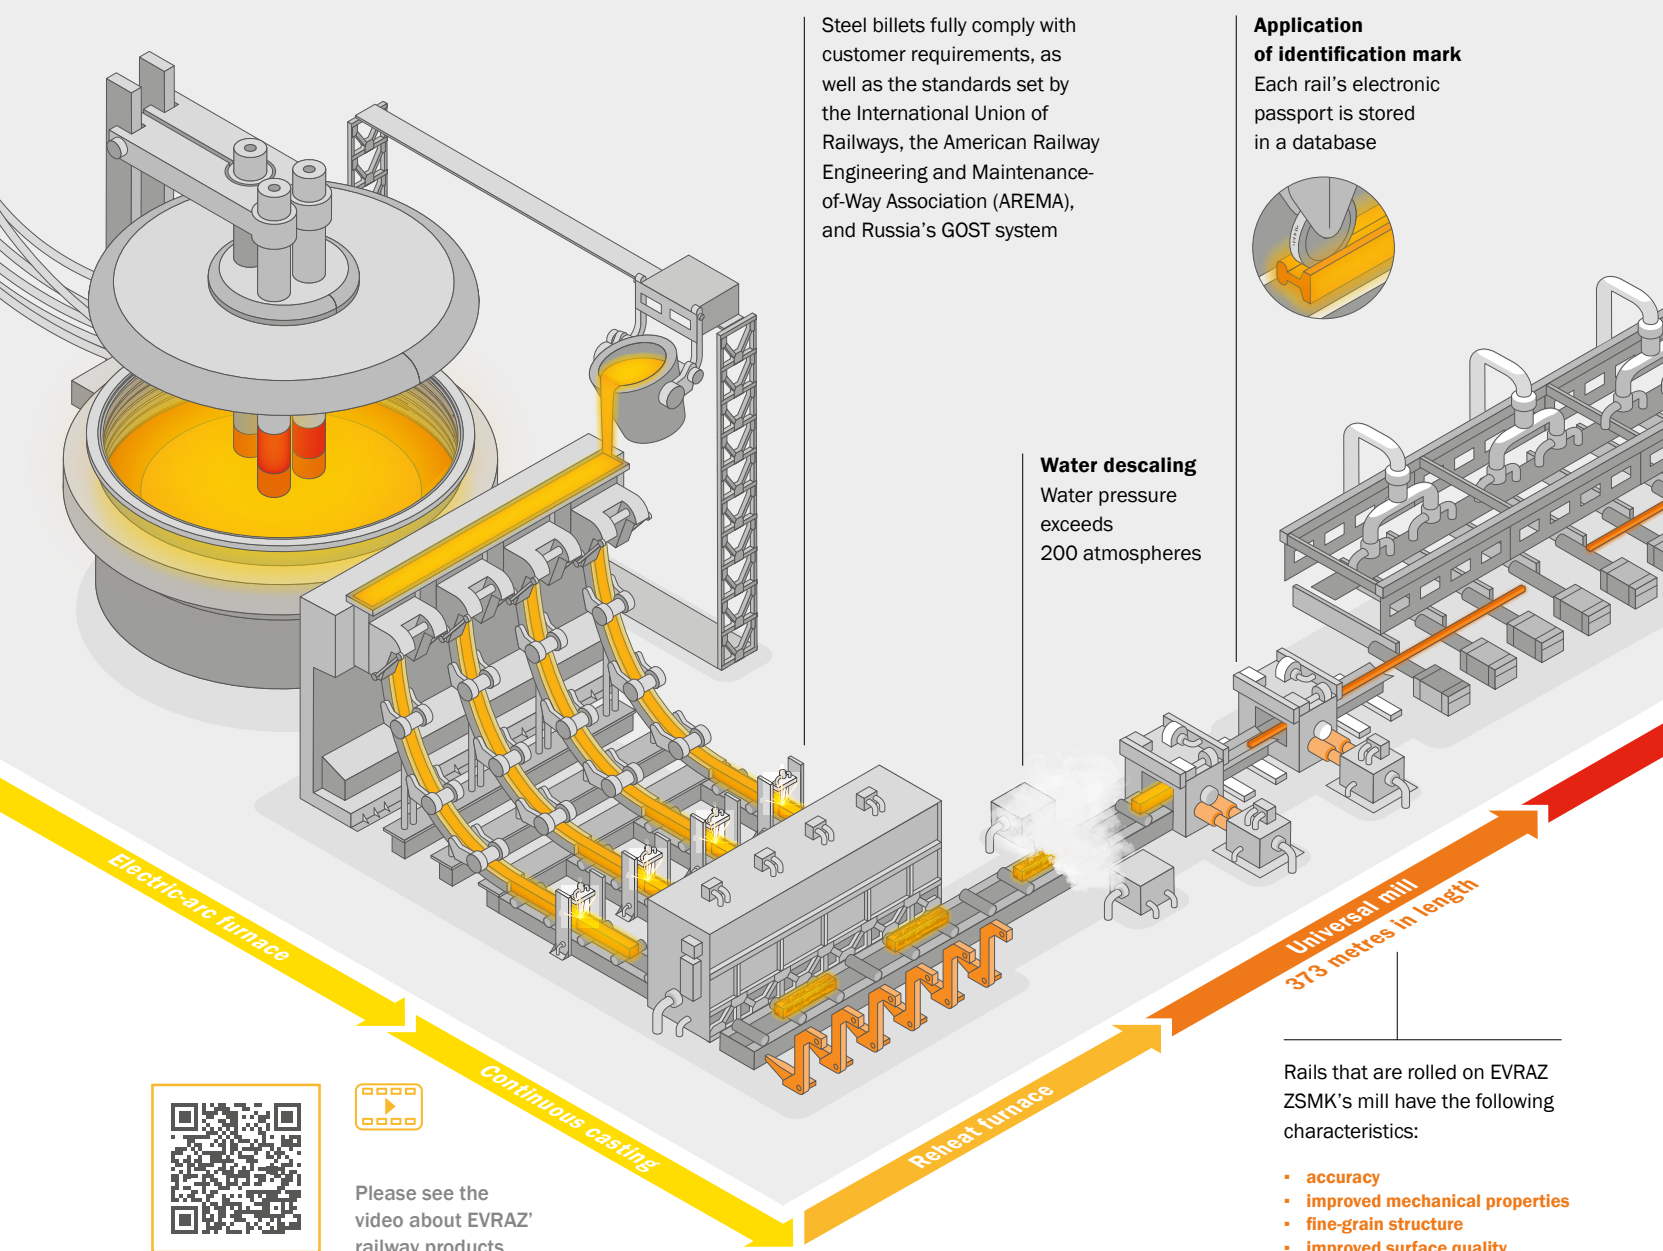 Steel billets fully comply with
customer requirements, as
well as the standards set by
the International Union of
Railways, the American Railway
Engineering and Maintenance-
of-Way Association (AREMA),
and Russia's GOST system
Application
of identification mark
Each rail's electronic
passport is stored
in a database
Water descaling
Water pressure
exceeds
200 atmospheres
Electric-arc furnace
Continuous casting
Reheat furnace
Universal mill
373 metres in length
Please see the
video about EVRAZ'
railway products
Rails that are rolled on EVRAZ
ZSMK's mill have the following
characteristics:
▪ accuracy
▪ improved mechanical properties
▪ fine-grain structure
▪ improved surface quality